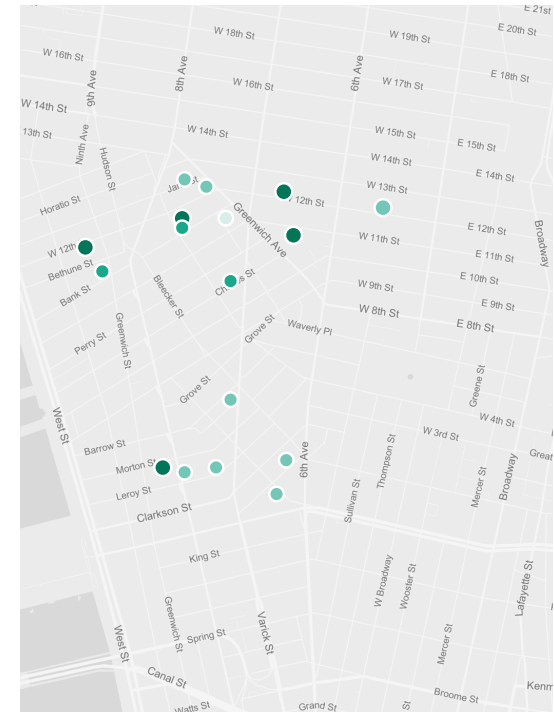 E 21st
E 20th St
W 18th St
W 19th St
W 16th St
E 18th St
9th Ave
8th Ave
6th Ave
W 16th St
W 17th St
W 14th St
13th St
W 14th St
W 15th St
E 15th St
Ninth Ave
Hudson St
W 14th St
E 14th St
W 13th St
Horatio St
12th St
Greenwich Ave
W 11th St
E 12th St
Broadway
W 12th
E 11th St
Bethune St
Bank St
Bleecker St
E 10th St
W 9th St
E 9th St
W 8th St
E 8th St
Greenwich St
Grove St
Waverly Pl
Perry St
Grove St
Greene St
West St
W 4th St
W 3rd St
Barrow St
6th Ave
Thompson St
Great
Morton St
Leroy St
Mercer St
Broadway
Clarkson St
Sullivan St
King St
W Broadway
Wooster St
Lafayette St
Greenwich St
Varick St
West St
Spring St
Mercer St
Canal St
Kenm
Broome St
Watts St
Grand St
St